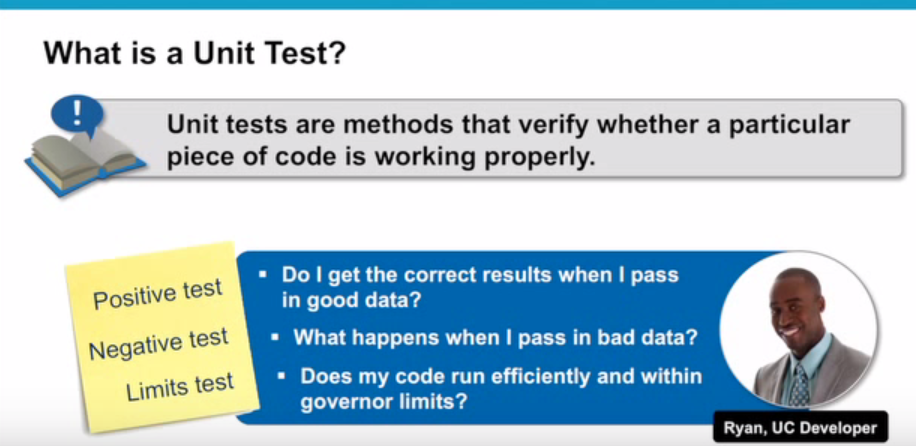 What is a Unit Test?
!
Unit tests are methods that verify whether a particular
piece of code is working properly.
Positive test
Negative test
Limits test
▪ Do I get the correct results when I pass
in good data?
▪ What happens when I pass in bad data?
▪ Does my code run efficiently and within
governor limits?
Ryan, UC Developer